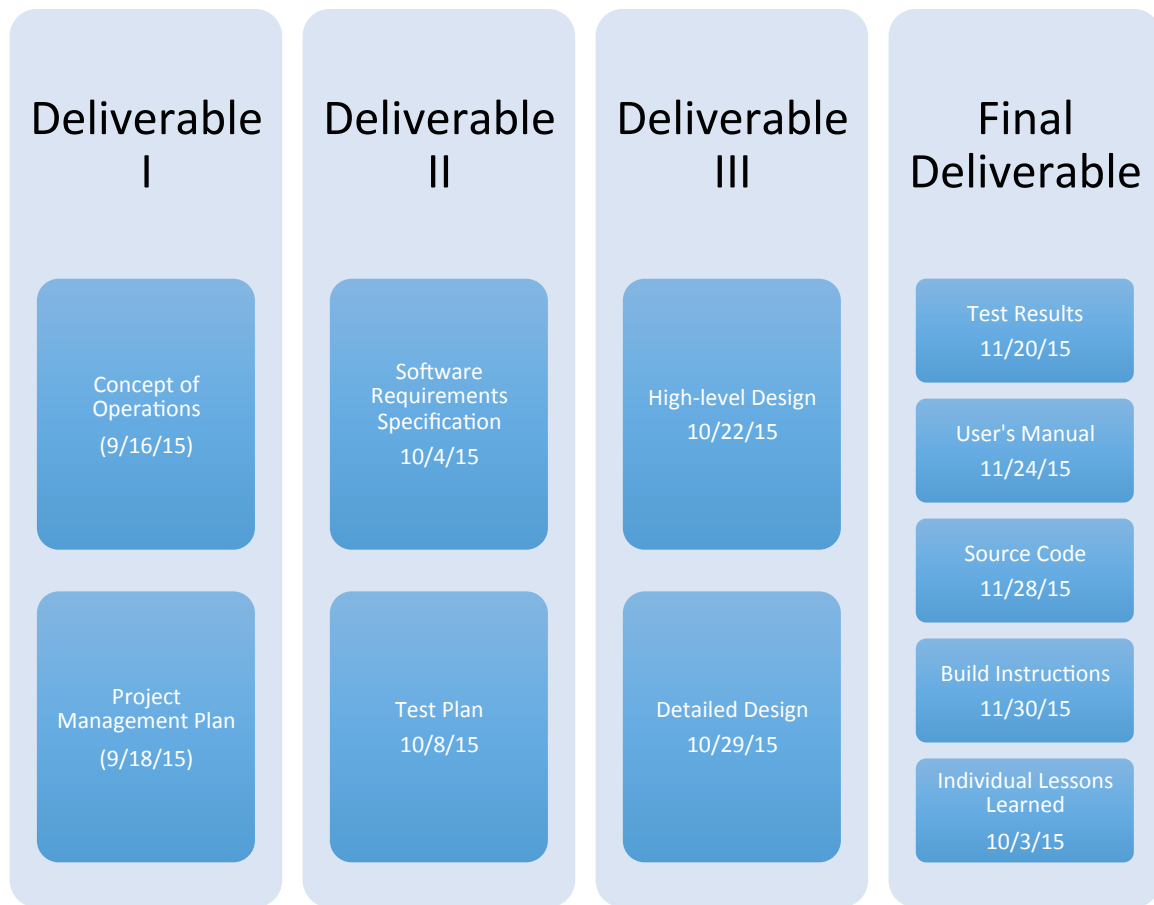 Deliverable
I
Concept of
Operations
(9/16/15)
Project
Management Plan
(9/18/15)
Deliverable
II
Software
Requirements
Specification
10/4/15
Test Plan
10/8/15
Deliverable
III
High-level Design
10/22/15
Detailed Design
10/29/15
Final
Deliverable
Test Results
11/20/15
User's Manual
11/24/15
Source Code
11/28/15
Build Instructions
11/30/15
Individual Lessons
Learned
10/3/15